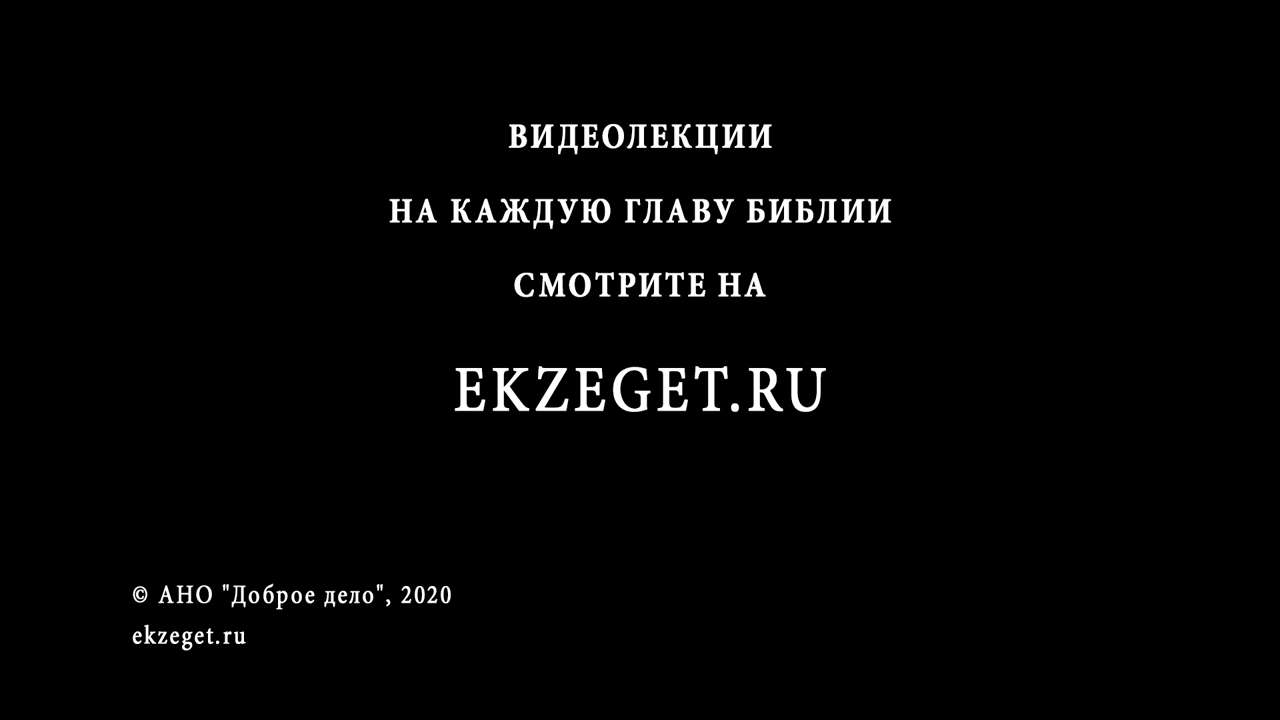 ВИДЕОЛЕКЦИИ
НА КАЖДУЮ ГЛАВУ БИБЛИИ
СМОТРИТЕ НА
EKZEGET.RU
© АНО "Доброе дело", 2020
ekzeget.ru